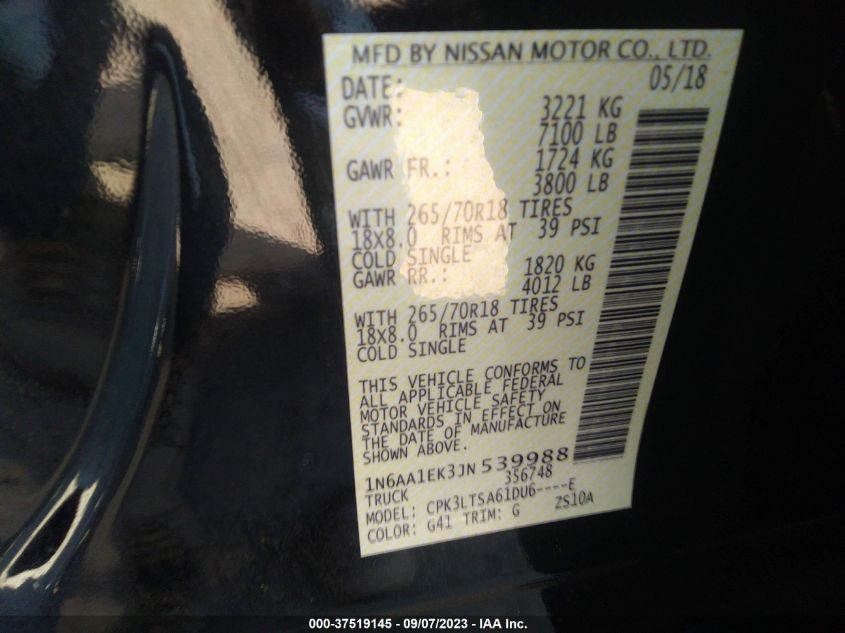 MFD BY NISSAN MOTOR CO., LTD.
DATE: 05/18
GVWR: 3221 KG
7100 LB
GAWR FR.: 1724 KG
3800 LB
WITH 265/70R18 TIRES
18X8.0 RIMS AT 39 PSI
COLD SINGLE
GAWR RR.: 1820 KG
4012 LB
WITH 265/70R18 TIRES
18X8.0 RIMS AT 39 PSI
COLD SINGLE
THIS VEHICLE CONFORMS TO
ALL APPLICABLE FEDERAL
MOTOR VEHICLE SAFETY
STANDARDS IN EFFECT ON
THE DATE OF MANUFACTURE
SHOWN ABOVE.
1N6AA1EK3JN539988
TRUCK 356748
MODEL: CPK3LTSA61DU6----E
COLOR: G41 TRIM: G ZS10A
000-37519145 - 09/07/2023 - IAA Inc.